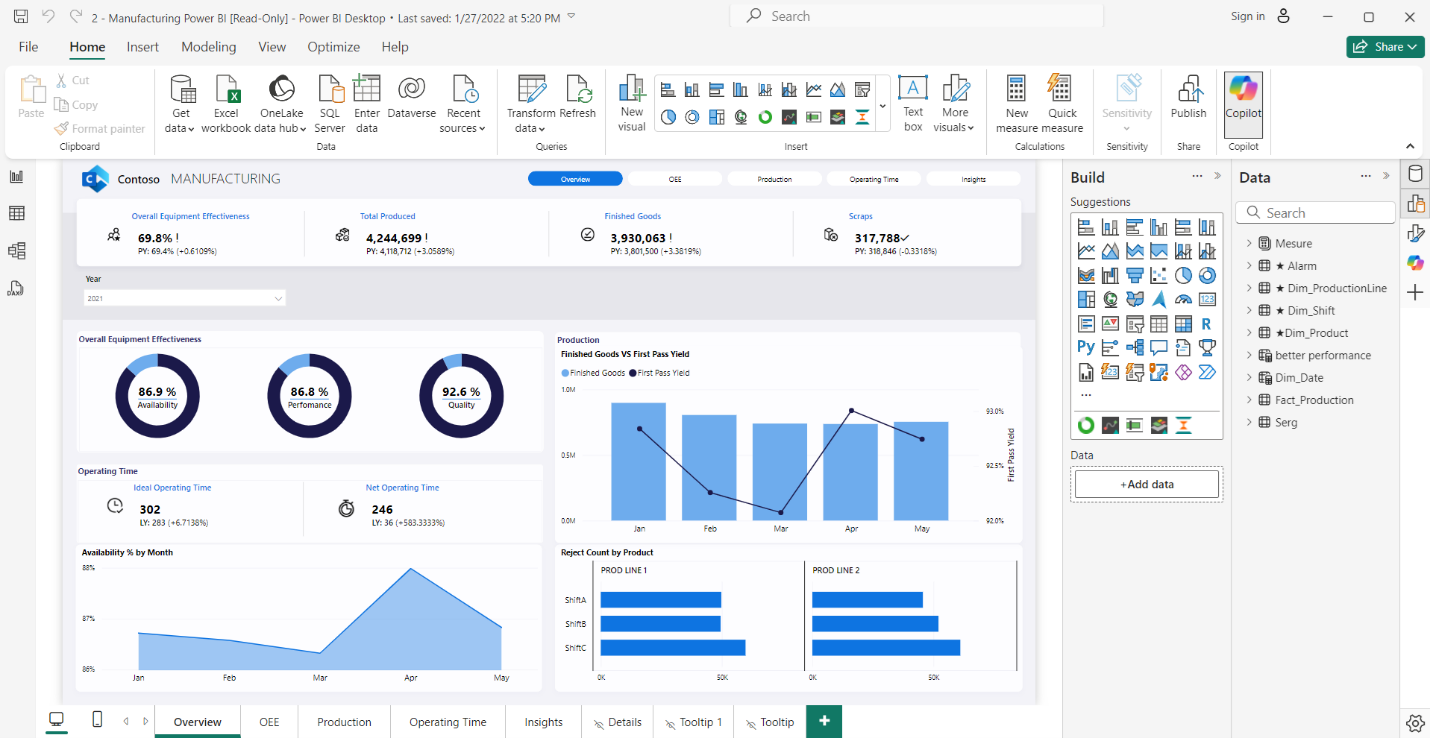 2 - Manufacturing Power BI [Read-Only] - Power BI Desktop • Last saved: 1/27/2022 at 5:20 PM
Search
Sign in
File Home Insert Modeling View Optimize Help
Share
Paste
Cut
Copy
Format painter
Clipboard
Get data
Excel workbook
OneLake data hub
SQL Server
Enter data
Dataverse
Recent sources
Data
Transform data
Refresh
Queries
New visual
Text box
More visuals
Insert
New measure
Quick measure
Calculations
Sensitivity
Sensitivity
Publish
Share
Copilot
Copilot
Contoso MANUFACTURING
Overview OEE Production Operating Time Insights
Overall Equipment Effectiveness
69.8% !
PY: 69.4% (+0.6109%)
Total Produced
4,244,699 !
PY: 4,118,712 (+3.0589%)
Finished Goods
3,930,063 !
PY: 3,801,500 (+3.3819%)
Scraps
317,788✓
PY: 318,846 (-0.3318%)
Year
2021
Overall Equipment Effectiveness
86.9 %
Availability
86.8 %
Perfomance
92.6 %
Quality
Operating Time
Ideal Operating Time
302
LY: 283 (+6.7138%)
Net Operating Time
246
LY: 36 (+583.3333%)
Availability % by Month
88%
87%
86%
Jan Feb Mar Apr May
Production
Finished Goods VS First Pass Yield
Finished Goods First Pass Yield
1.0M
0.5M
0.0M
93.0%
92.5%
92.0%
First Pass Yield
Jan Feb Mar Apr May
Reject Count by Product
PROD LINE 1 PROD LINE 2
ShiftA
ShiftB
ShiftC
0K 50K 0K 50K
Build
Suggestions
123
R
Py
123
...
Data
+Add data
Data
Search
Mesure
★ Alarm
★ Dim_ProductionLine
★ Dim_Shift
★Dim_Product
better performance
Dim_Date
Fact_Production
Serg
DAX
Overview OEE Production Operating Time Insights Details Tooltip 1 Tooltip +